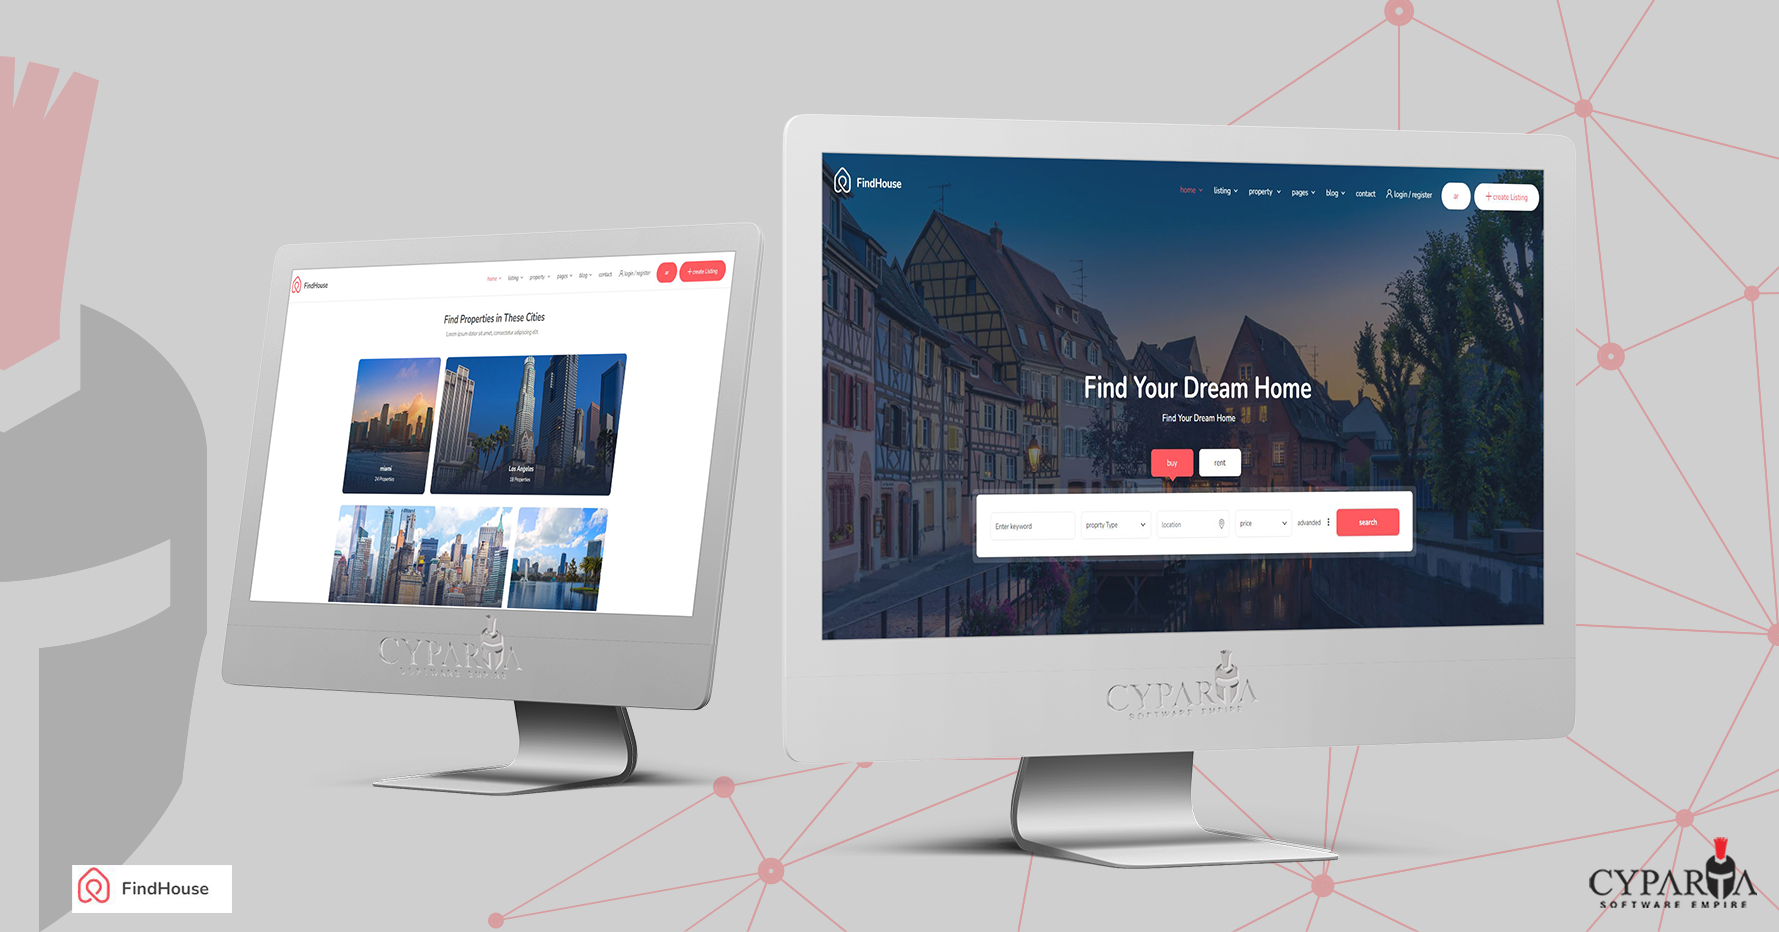 FindHouse
home
listing
property
pages
blog
contact
login / register
ar
+ create Listing
Find Properties in These Cities
Lorem ipsum dolor sit amet, consectetur adipiscing elit.
miami
24 Properties
Los Angeles
18 Properties
CYPARTA
SOFTWARE EMPIRE
FindHouse
home
listing
property
pages
blog
contact
login / register
ar
+ create Listing
Find Your Dream Home
Find Your Dream Home
buy
rent
Enter keyword
proprty Type
location
price
advanded
search
CYPARTA
SOFTWARE EMPIRE
FindHouse
CYPARTA
SOFTWARE EMPIRE